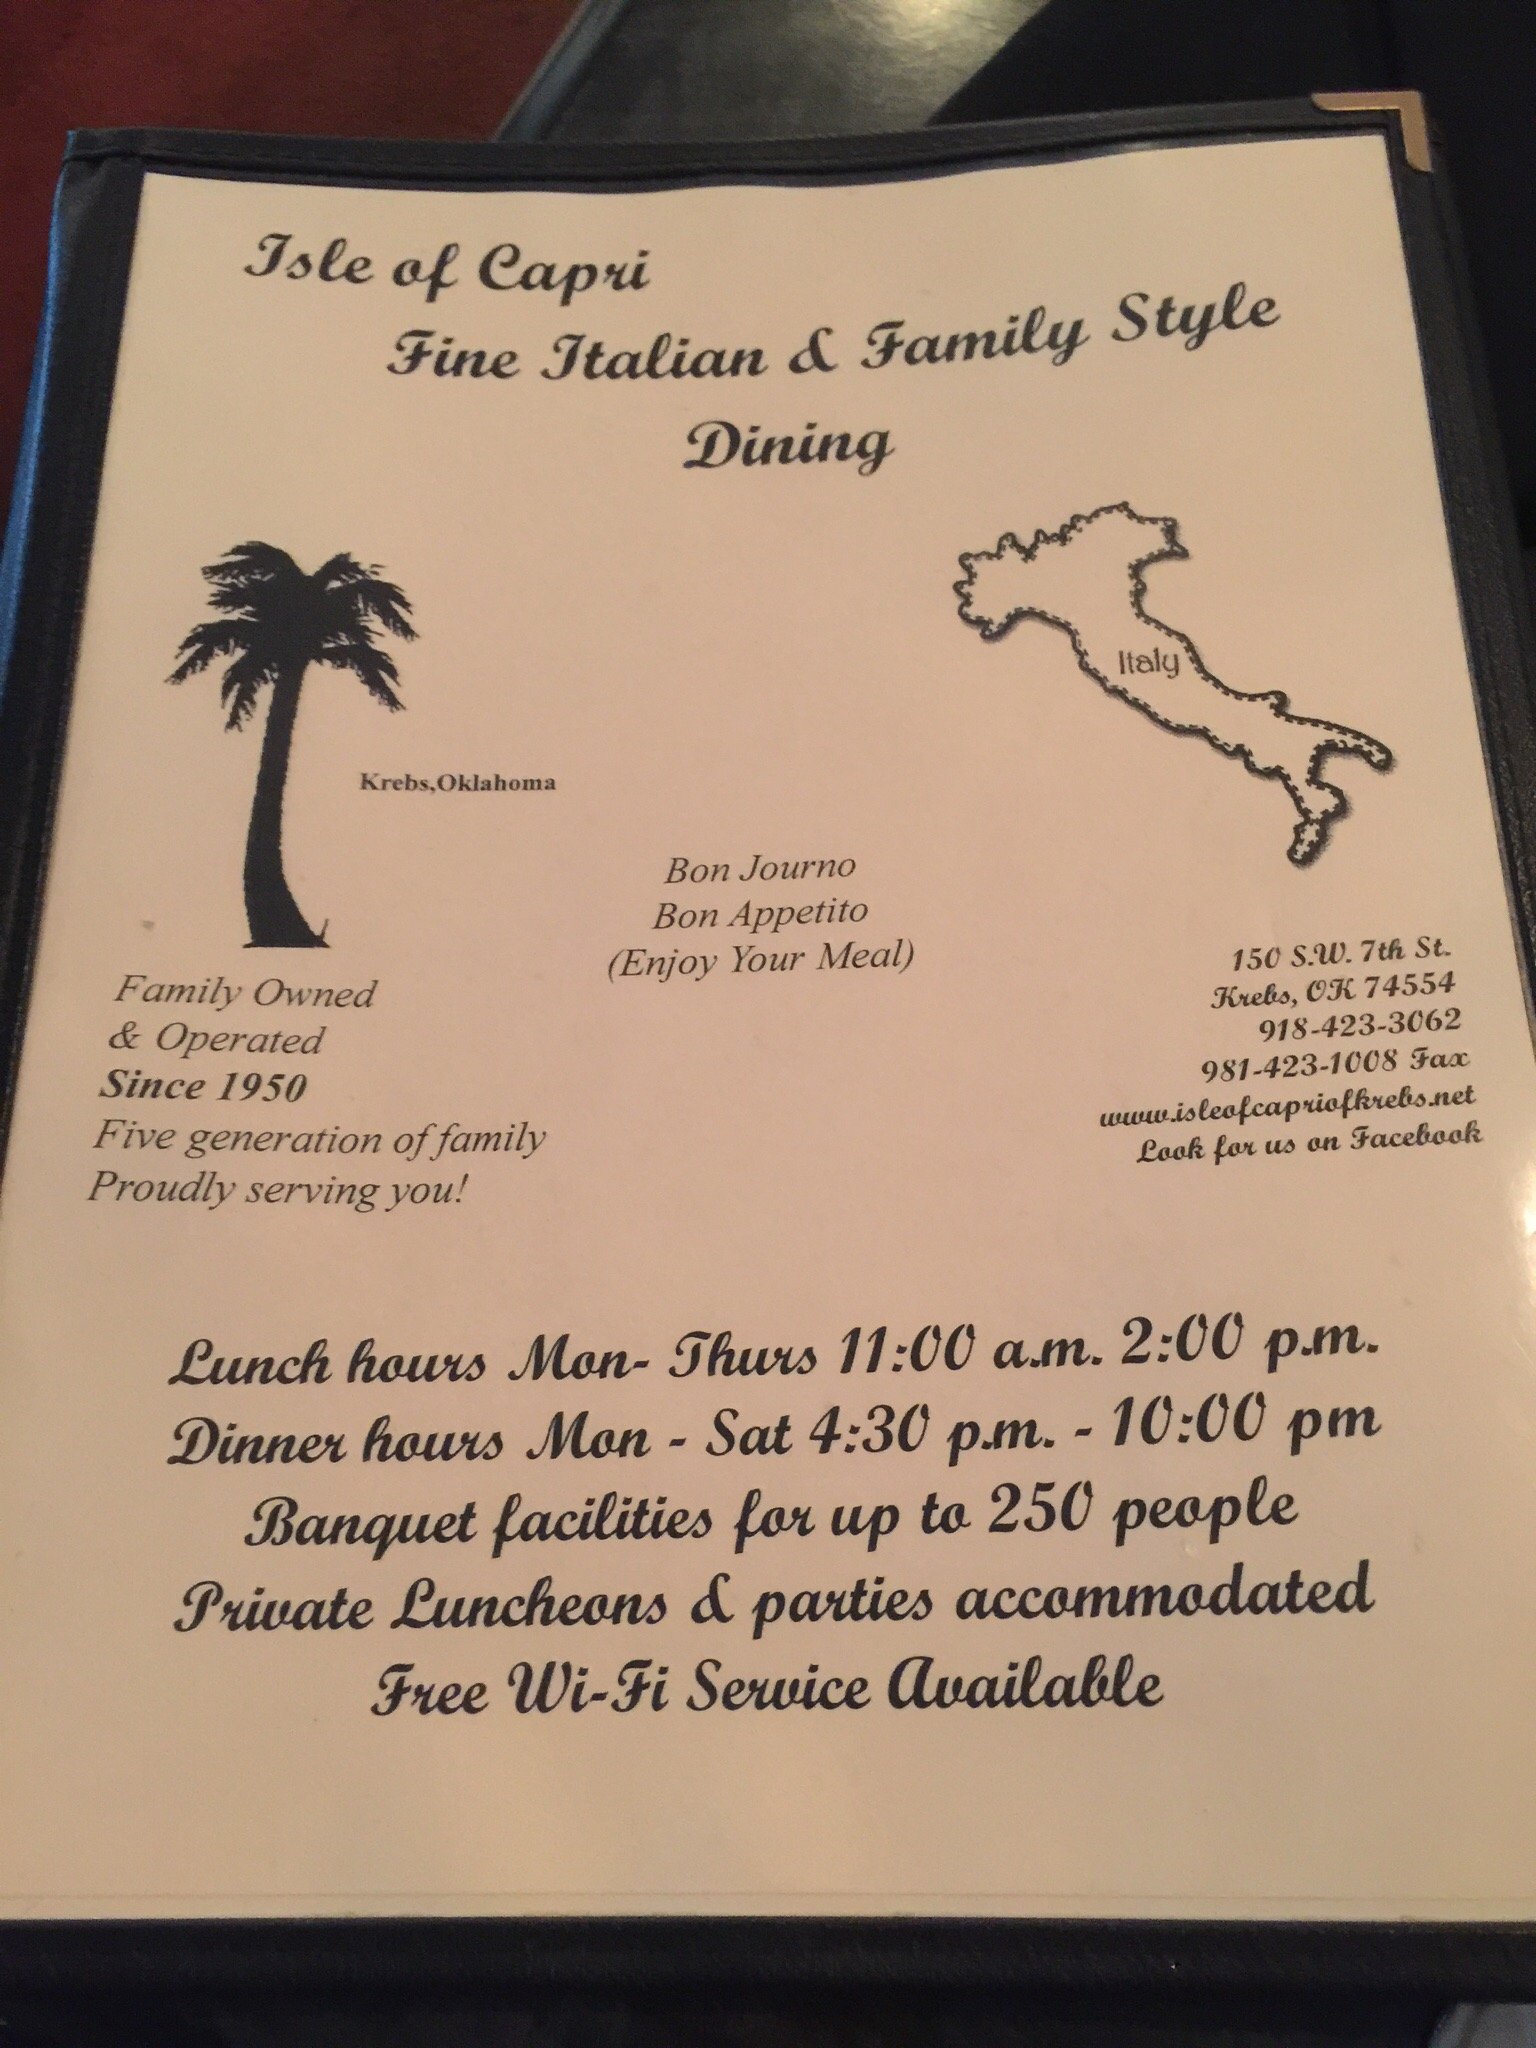 Isle of Capri
Fine Italian & Family Style
Dining
Italy
Krebs,Oklahoma
Bon Journo
Bon Appetito
(Enjoy Your Meal)
Family Owned
& Operated
Since 1950
Five generation of family
Proudly serving you!
150 S.W. 7th St.
Krebs, OK 74554
918-423-3062
981-423-1008 Fax
www.isleofcapriofkrebs.net
Look for us on Facebook
Lunch hours Mon- Thurs 11:00 a.m. 2:00 p.m.
Dinner hours Mon - Sat 4:30 p.m. - 10:00 pm
Banquet facilities for up to 250 people
Private Luncheons & parties accommodated
Free Wi-Fi Service Available